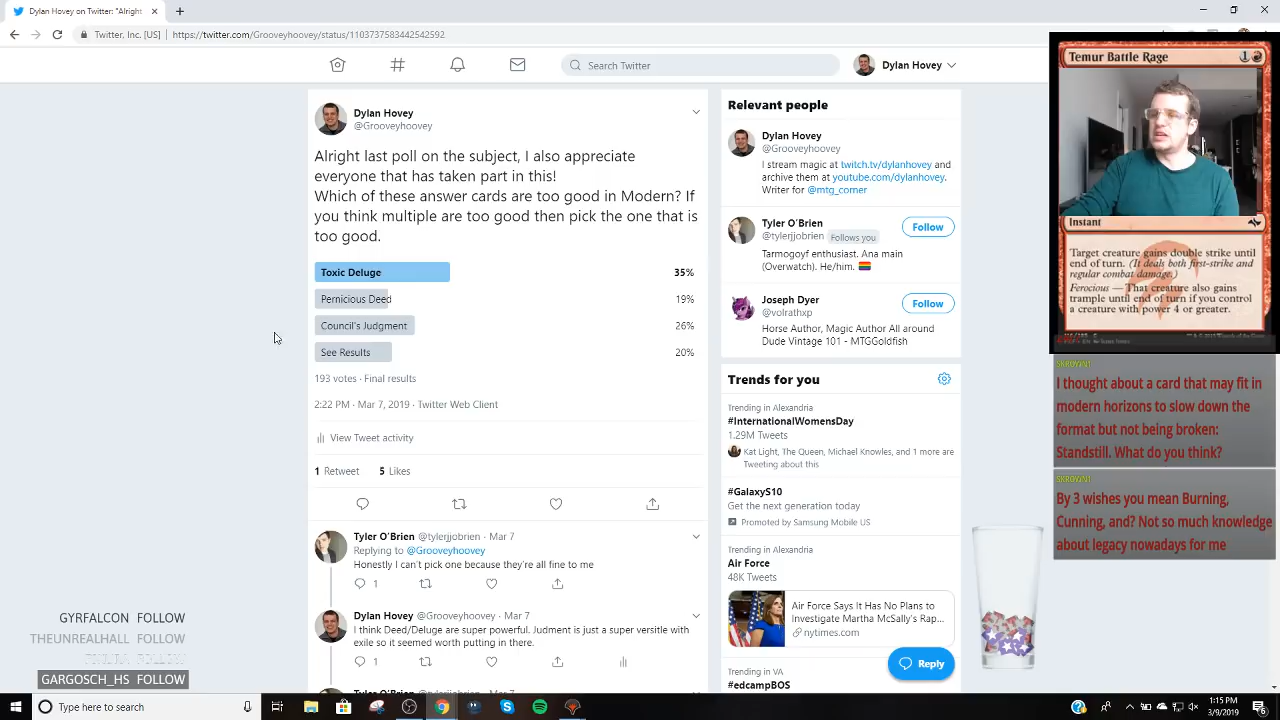 Dylan Hovey on Twitter: "Alright
Twitter, Inc. [US]
https://twitter.com/Grooveyhoovey/status/1103737583442542592
Search Twitter
Dylan Hovey
Dylan Hovey
@Grooveyhoovey
Alright last poll on the subject, I also appreciate
everyone that has taken part in this!
Which of these answer cards are too good in Modern? If
you think multiple are too good then pick the one that is
too good.
Toxic Deluge 35%
Pernicious Deed 19%
Council's Judgment 26%
See Results 20%
193 votes · Final results
2:22 PM · Mar 7, 2019 · Twitter Web Client
View Tweet activity
1 Retweet 5 Likes
Tyler O'Brien @tylerjjobrien · Mar 7
Replying to @Grooveyhoovey
Honestly I can't pick one because they're all fine to me
1
Dylan Hovey @Grooveyhoovey · Mar 7
I think Deed/Deluge are super powerful. Judgment is just a super versitle with
exile so it seemed worth putting in there.
1
Tyler O'Brien @tylerjjobrien · Mar 7
Relevant people
Dylan Hovey
@Grooveyhoovey
I stream magic at twitch.tv/dylanhovey and
archive them at youtube.com/dylanhovey.
Writer for @mtg_corner
Tyler O'Brien
@tylerjjobrien Follows you
Follow
Tarmogoyf enthusiast. Ana main
(Overwatch). He/him.
Joseph Dyer
@volrathxp
Follow
Horse Author, Magic Author All around
Dude Vintage 101 - MTGGoldfish
Trends for you
Trending in Alexandria
#InternationalWomensDay
1.29M Tweets
Kat Light, The Queen, Michael Knowles, and 1 more are
Tweeting about this
#GalaxyS10
Get the next generation today
Promoted by Samsung Mobile US
Trending in Alexandria
Air Force
48K Tweets
Air Force Says It Has No Plans to
Investigate Martha McSally's Rap...
nytimes.com
Trending in VA
#edcampBOS
Reply
Temur Battle Rage 1
Instant
Target creature gains double strike until
end of turn. (It deals both first-strike and
regular combat damage.)
Ferocious — That creature also gains
trample until end of turn if you control
a creature with power 4 or greater.
SKROWN1
I thought about a card that may fit in
modern horizons to slow down the
format but not being broken:
Standstill. What do you think?
SKROWN1
By 3 wishes you mean Burning,
Cunning, and? Not so much knowledge
about legacy nowadays for me
GYRFALCON FOLLOW
THEUNREALHALL FOLLOW
FOLLOW
GARGOSCH_HS FOLLOW
Type here to search
1:15 PM
3/9/2019